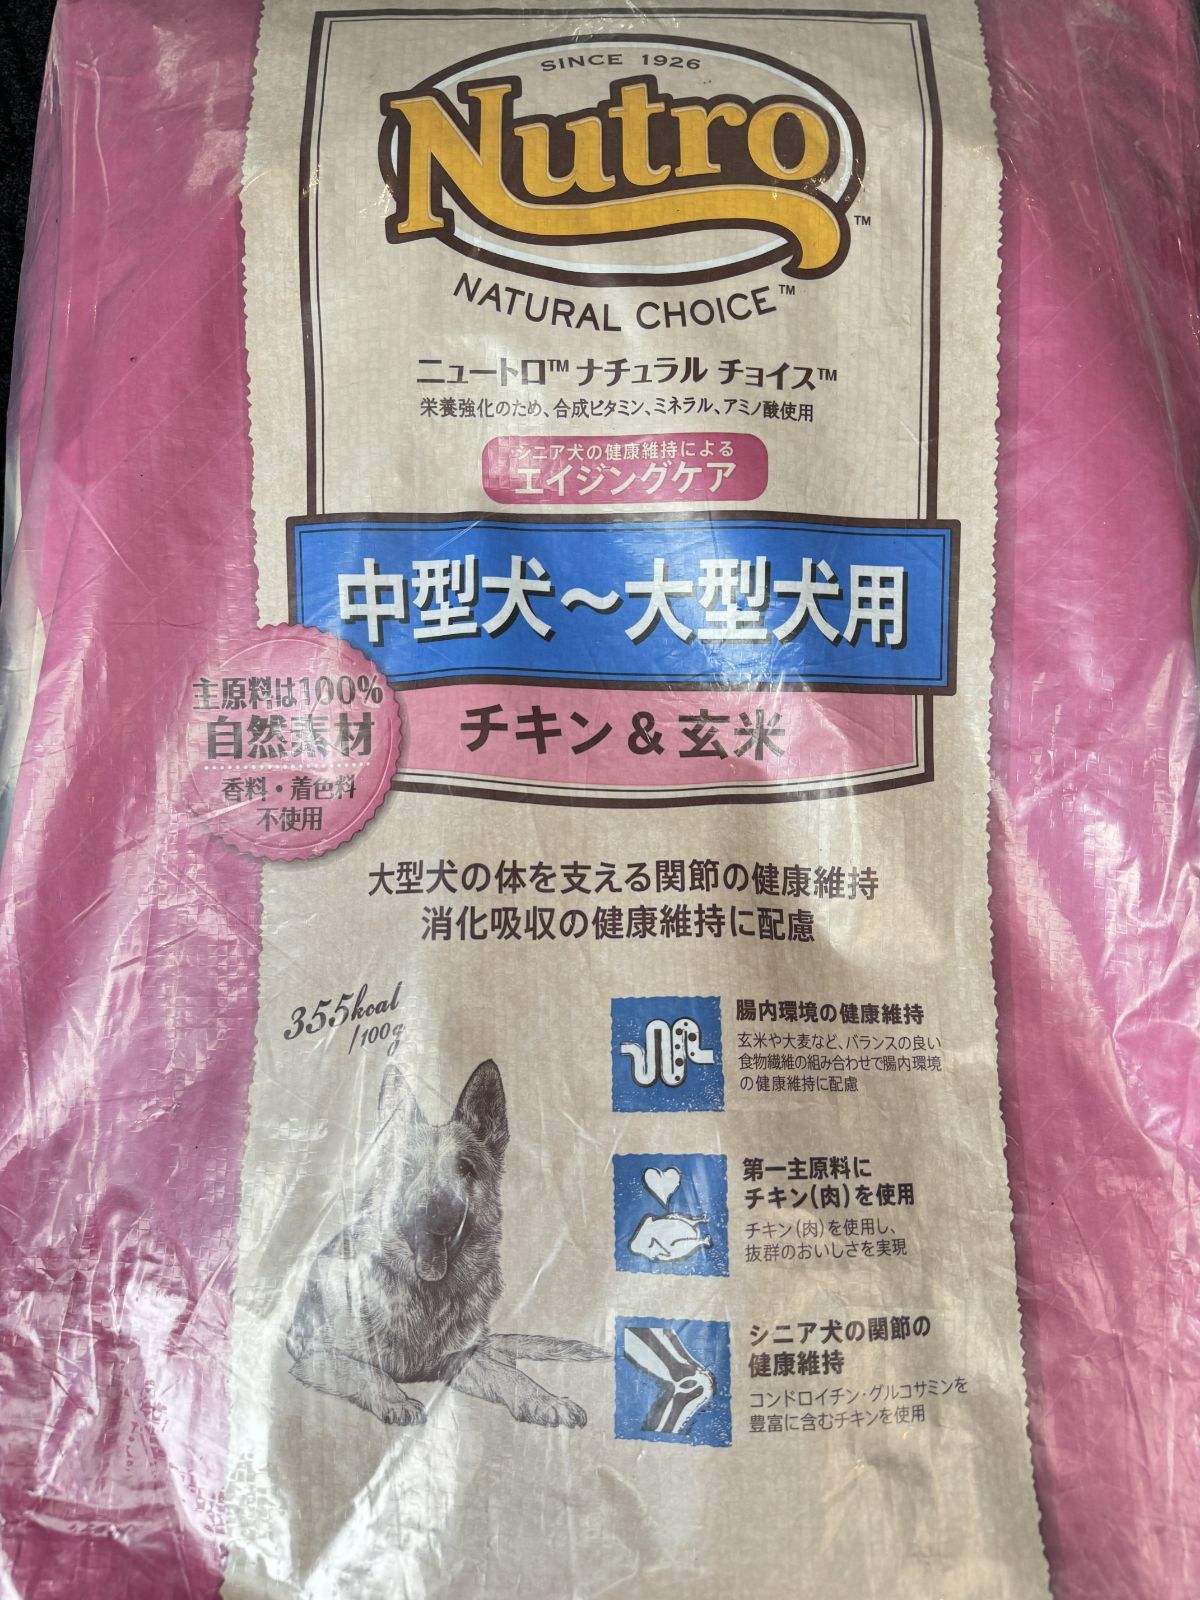 SINCE 1926
Nutro™
NATURAL CHOICE™
ニュートロ™ ナチュラル チョイス™
栄養強化のため、合成ビタミン、ミネラル、アミノ酸使用
シニア犬の健康維持による
エイジングケア
中型犬～大型犬用
チキン＆玄米
主原料は100%
自然素材
香料・着色料
不使用
大型犬の体を支える関節の健康維持
消化吸収の健康維持に配慮
355kcal
/100g
腸内環境の健康維持
玄米や大麦など、バランスの良い
食物繊維の組み合わせで腸内環境
の健康維持に配慮
第一主原料に
チキン(肉)を使用
チキン(肉)を使用し、
抜群のおいしさを実現
シニア犬の関節の
健康維持
コンドロイチン・グルコサミンを
豊富に含むチキンを使用